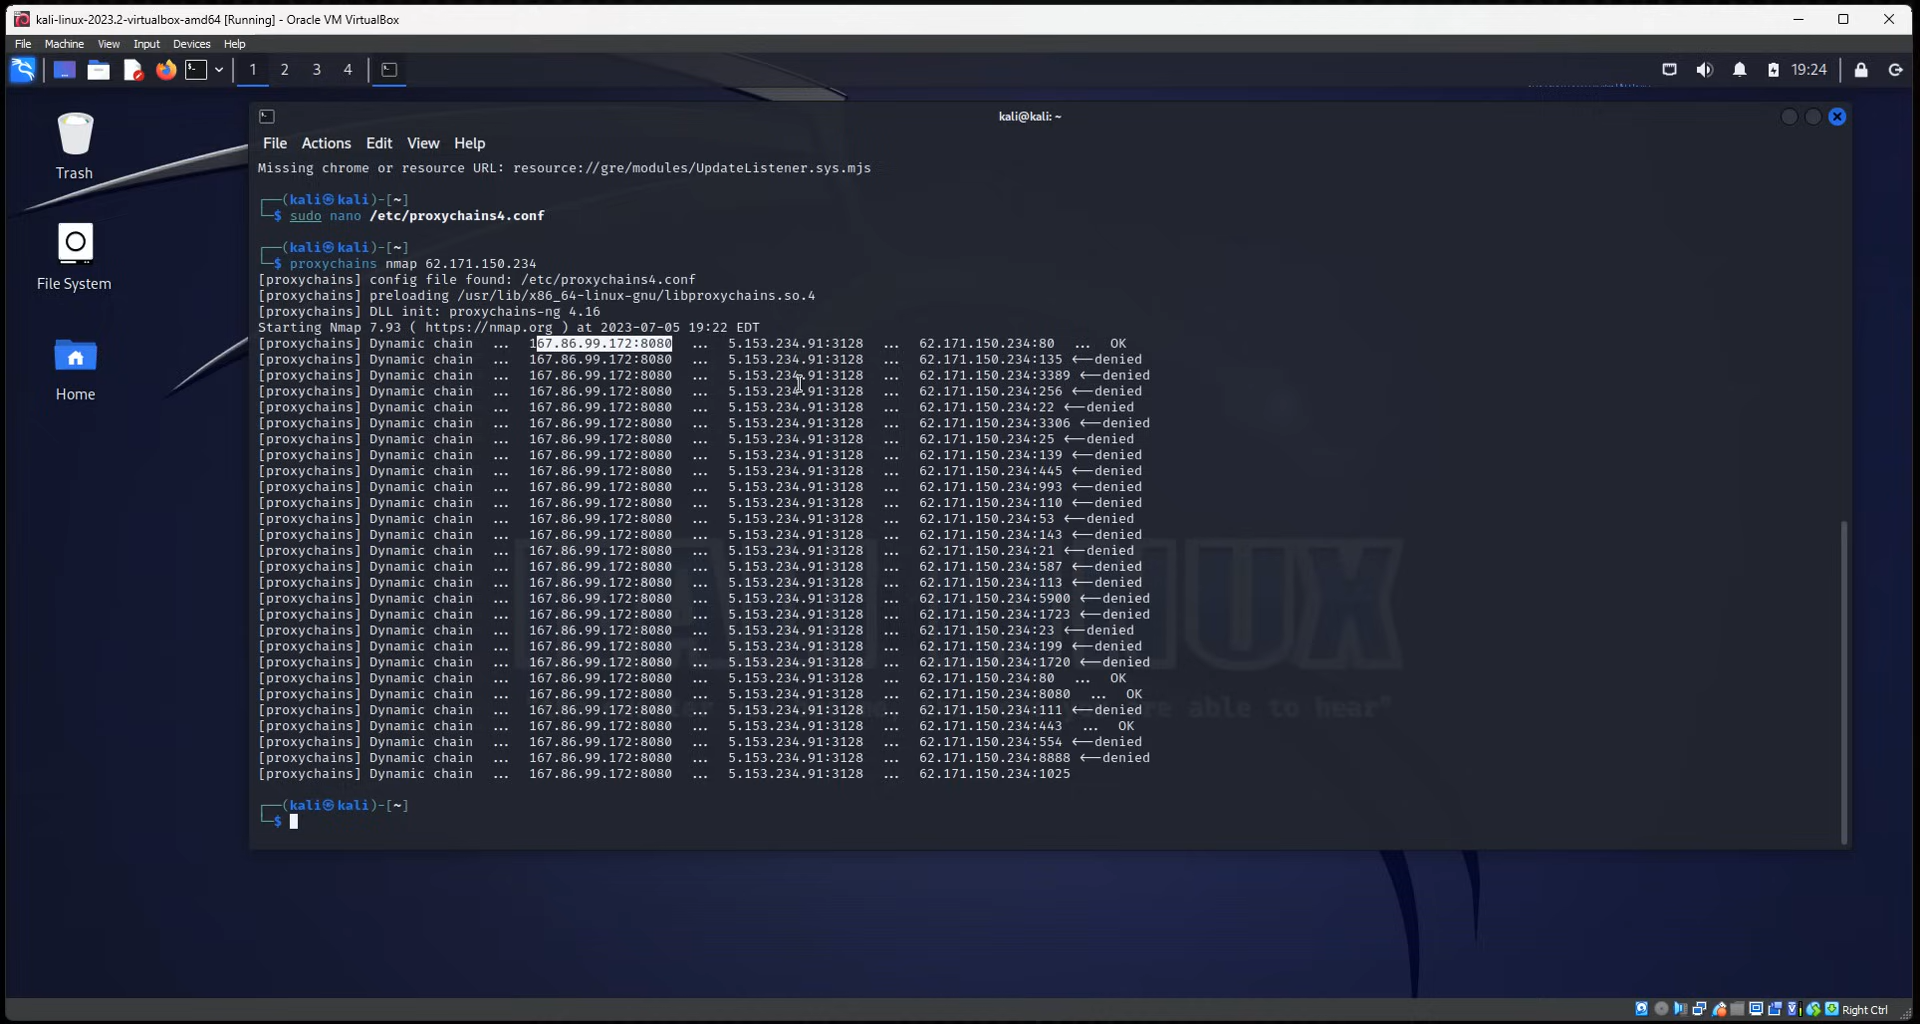 kali-linux-2023.2-virtualbox-amd64 [Running] - Oracle VM VirtualBox
File Machine View Input Devices Help
1 2 3 4 19:24
kali@kali: ~
File Actions Edit View Help
Missing chrome or resource URL: resource://gre/modules/UpdateListener.sys.mjs
┌──(kali㉿kali)-[~]
└─$ sudo nano /etc/proxychains4.conf
┌──(kali㉿kali)-[~]
└─$ proxychains nmap 62.171.150.234
[proxychains] config file found: /etc/proxychains4.conf
[proxychains] preloading /usr/lib/x86_64-linux-gnu/libproxychains.so.4
[proxychains] DLL init: proxychains-ng 4.16
Starting Nmap 7.93 ( https://nmap.org ) at 2023-07-05 19:22 EDT
[proxychains] Dynamic chain ... 167.86.99.172:8080 ... 5.153.234.91:3128 ... 62.171.150.234:80 ... OK
[proxychains] Dynamic chain ... 167.86.99.172:8080 ... 5.153.234.91:3128 ... 62.171.150.234:135 <--denied
[proxychains] Dynamic chain ... 167.86.99.172:8080 ... 5.153.234.91:3128 ... 62.171.150.234:3389 <--denied
[proxychains] Dynamic chain ... 167.86.99.172:8080 ... 5.153.234.91:3128 ... 62.171.150.234:256 <--denied
[proxychains] Dynamic chain ... 167.86.99.172:8080 ... 5.153.234.91:3128 ... 62.171.150.234:22 <--denied
[proxychains] Dynamic chain ... 167.86.99.172:8080 ... 5.153.234.91:3128 ... 62.171.150.234:3306 <--denied
[proxychains] Dynamic chain ... 167.86.99.172:8080 ... 5.153.234.91:3128 ... 62.171.150.234:25 <--denied
[proxychains] Dynamic chain ... 167.86.99.172:8080 ... 5.153.234.91:3128 ... 62.171.150.234:139 <--denied
[proxychains] Dynamic chain ... 167.86.99.172:8080 ... 5.153.234.91:3128 ... 62.171.150.234:445 <--denied
[proxychains] Dynamic chain ... 167.86.99.172:8080 ... 5.153.234.91:3128 ... 62.171.150.234:993 <--denied
[proxychains] Dynamic chain ... 167.86.99.172:8080 ... 5.153.234.91:3128 ... 62.171.150.234:110 <--denied
[proxychains] Dynamic chain ... 167.86.99.172:8080 ... 5.153.234.91:3128 ... 62.171.150.234:53 <--denied
[proxychains] Dynamic chain ... 167.86.99.172:8080 ... 5.153.234.91:3128 ... 62.171.150.234:143 <--denied
[proxychains] Dynamic chain ... 167.86.99.172:8080 ... 5.153.234.91:3128 ... 62.171.150.234:21 <--denied
[proxychains] Dynamic chain ... 167.86.99.172:8080 ... 5.153.234.91:3128 ... 62.171.150.234:587 <--denied
[proxychains] Dynamic chain ... 167.86.99.172:8080 ... 5.153.234.91:3128 ... 62.171.150.234:113 <--denied
[proxychains] Dynamic chain ... 167.86.99.172:8080 ... 5.153.234.91:3128 ... 62.171.150.234:5900 <--denied
[proxychains] Dynamic chain ... 167.86.99.172:8080 ... 5.153.234.91:3128 ... 62.171.150.234:1723 <--denied
[proxychains] Dynamic chain ... 167.86.99.172:8080 ... 5.153.234.91:3128 ... 62.171.150.234:23 <--denied
[proxychains] Dynamic chain ... 167.86.99.172:8080 ... 5.153.234.91:3128 ... 62.171.150.234:199 <--denied
[proxychains] Dynamic chain ... 167.86.99.172:8080 ... 5.153.234.91:3128 ... 62.171.150.234:1720 <--denied
[proxychains] Dynamic chain ... 167.86.99.172:8080 ... 5.153.234.91:3128 ... 62.171.150.234:80 ... OK
[proxychains] Dynamic chain ... 167.86.99.172:8080 ... 5.153.234.91:3128 ... 62.171.150.234:8080 ... OK
[proxychains] Dynamic chain ... 167.86.99.172:8080 ... 5.153.234.91:3128 ... 62.171.150.234:111 <--denied
[proxychains] Dynamic chain ... 167.86.99.172:8080 ... 5.153.234.91:3128 ... 62.171.150.234:443 ... OK
[proxychains] Dynamic chain ... 167.86.99.172:8080 ... 5.153.234.91:3128 ... 62.171.150.234:554 <--denied
[proxychains] Dynamic chain ... 167.86.99.172:8080 ... 5.153.234.91:3128 ... 62.171.150.234:8888 <--denied
[proxychains] Dynamic chain ... 167.86.99.172:8080 ... 5.153.234.91:3128 ... 62.171.150.234:1025
┌──(kali㉿kali)-[~]
└─$
Trash
File System
Home
able to hear"
Right Ctrl